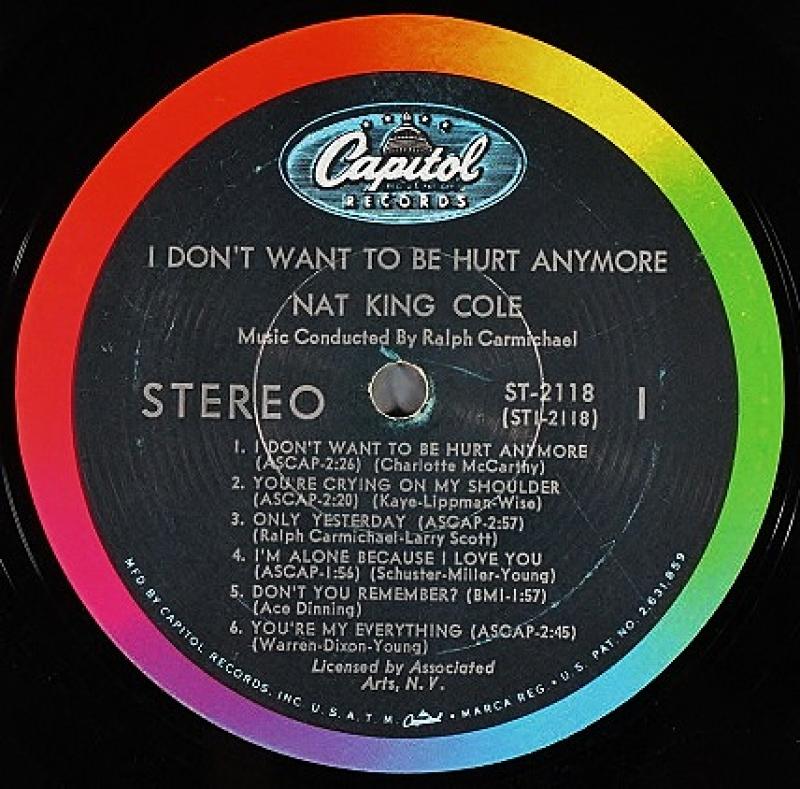 Capitol
RECORDS
I DON'T WANT TO BE HURT ANYMORE
NAT KING COLE
Music Conducted By Ralph Carmichael
STEREO
ST-2118
(ST1-2118)
1
1. I DON'T WANT TO BE HURT ANYMORE
(ASCAP-2:26) (Charlotte McCarthy)
2. YOU'RE CRYING ON MY SHOULDER
(ASCAP-2:20) (Kaye-Lippman-Wise)
3. ONLY YESTERDAY (ASCAP-2:57)
(Ralph Carmichael-Larry Scott)
4. I'M ALONE BECAUSE I LOVE YOU
(ASCAP-1:56) (Schuster-Miller-Young)
5. DON'T YOU REMEMBER? (BMI-1:57)
(Ace Dinning)
6. YOU'RE MY EVERYTHING (ASCAP-2:45)
(Warren-Dixon-Young)
Licensed by Associated
Arts, N.V.
MFD BY CAPITOL RECORDS, INC. U.S.A. T.M. Capitol • MARCA REG. • U.S. PAT. NO. 2,631,859